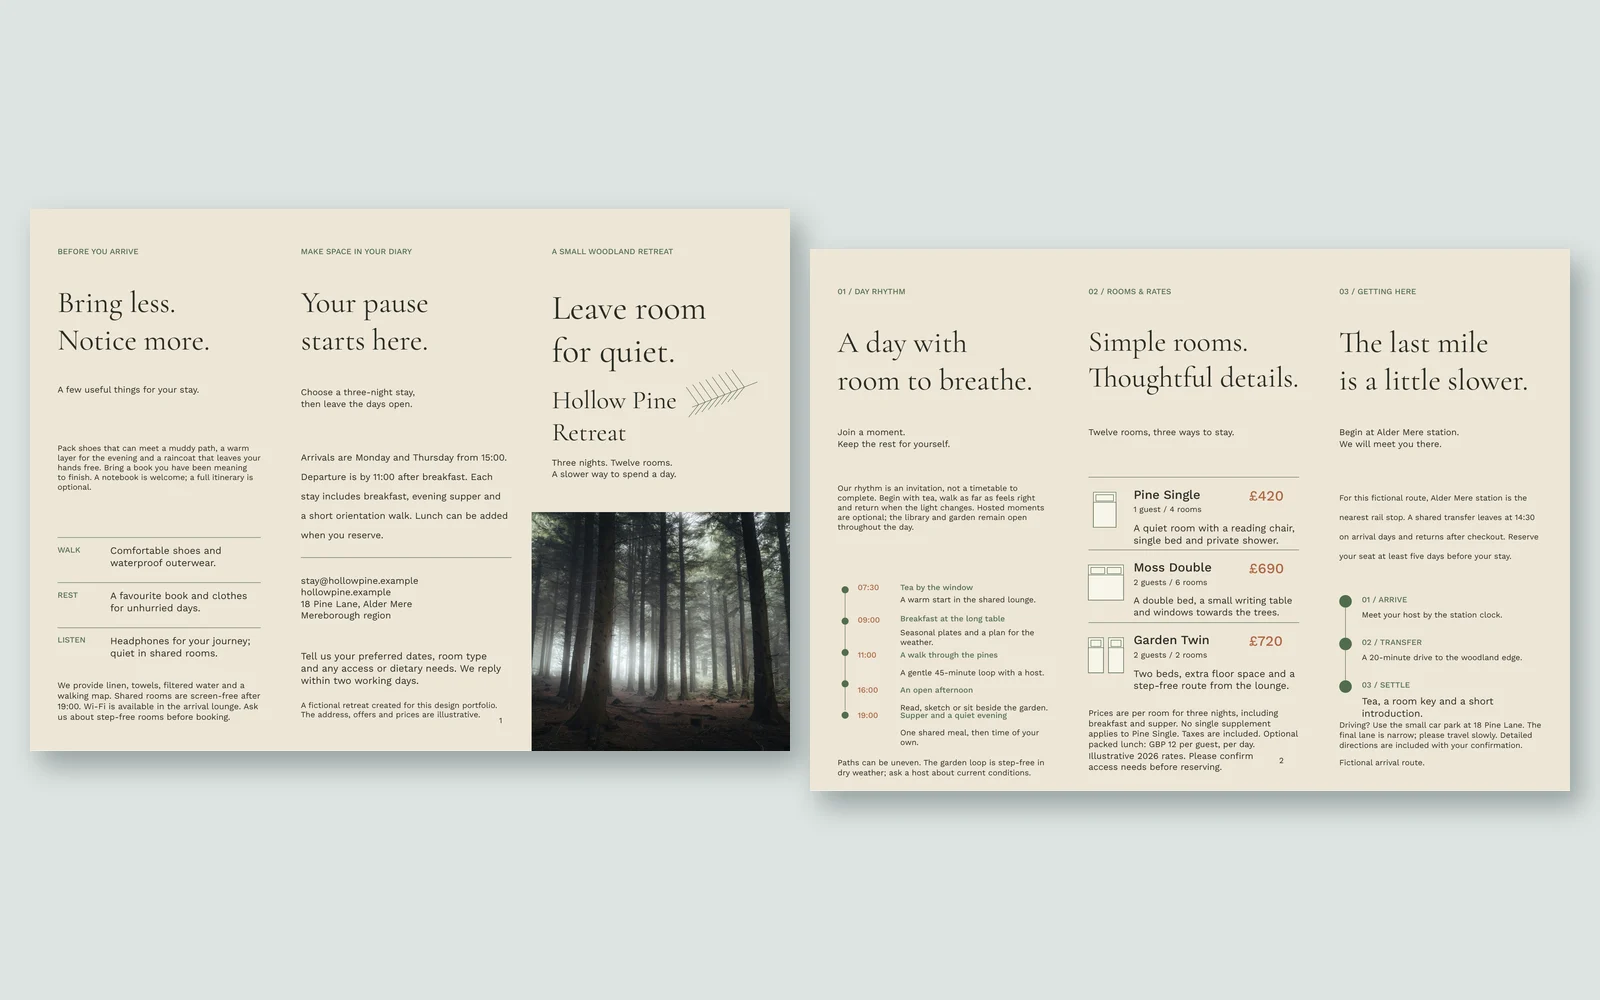 BEFORE YOU ARRIVE
Bring less.
Notice more.
A few useful things for your stay.
Pack shoes that can meet a muddy path, a warm
layer for the evening and a raincoat that leaves your
hands free. Bring a book you have been meaning
to finish. A notebook is welcome; a full itinerary is
optional.
WALK
Comfortable shoes and
waterproof outerwear.
REST
A favourite book and clothes
for unhurried days.
LISTEN
Headphones for your journey;
quiet in shared rooms.
We provide linen, towels, filtered water and a
walking map. Shared rooms are screen-free after
19:00. Wi-Fi is available in the arrival lounge. Ask
us about step-free rooms before booking.
MAKE SPACE IN YOUR DIARY
Your pause
starts here.
Choose a three-night stay,
then leave the days open.
Arrivals are Monday and Thursday from 15:00.
Departure is by 11:00 after breakfast. Each
stay includes breakfast, evening supper and
a short orientation walk. Lunch can be added
when you reserve.
stay@hollowpine.example
hollowpine.example
18 Pine Lane, Alder Mere
Mereborough region
Tell us your preferred dates, room type
and any access or dietary needs. We reply
within two working days.
A fictional retreat created for this design portfolio.
The address, offers and prices are illustrative.
1
A SMALL WOODLAND RETREAT
Leave room
for quiet.
Hollow Pine
Retreat
Three nights. Twelve rooms.
A slower way to spend a day.
01 / DAY RHYTHM
A day with
room to breathe.
Join a moment.
Keep the rest for yourself.
Our rhythm is an invitation, not a timetable to
complete. Begin with tea, walk as far as feels right
and return when the light changes. Hosted moments
are optional; the library and garden remain open
throughout the day.
07:30 Tea by the window
A warm start in the shared lounge.
09:00 Breakfast at the long table
Seasonal plates and a plan for the
weather.
11:00 A walk through the pines
A gentle 45-minute loop with a host.
16:00 An open afternoon
Read, sketch or sit beside the garden.
19:00 Supper and a quiet evening
One shared meal, then time of your
own.
Paths can be uneven. The garden loop is step-free in
dry weather; ask a host about current conditions.
02 / ROOMS & RATES
Simple rooms.
Thoughtful details.
Twelve rooms, three ways to stay.
Pine Single £420
1 guest / 4 rooms
A quiet room with a reading chair,
single bed and private shower.
Moss Double £690
2 guests / 6 rooms
A double bed, a small writing table
and windows towards the trees.
Garden Twin £720
2 guests / 2 rooms
Two beds, extra floor space and a
step-free route from the lounge.
Prices are per room for three nights, including
breakfast and supper. No single supplement
applies to Pine Single. Taxes are included. Optional
packed lunch: GBP 12 per guest, per day.
Illustrative 2026 rates. Please confirm
access needs before reserving.
2
03 / GETTING HERE
The last mile
is a little slower.
Begin at Alder Mere station.
We will meet you there.
For this fictional route, Alder Mere station is the
nearest rail stop. A shared transfer leaves at 14:30
on arrival days and returns after checkout. Reserve
your seat at least five days before your stay.
01 / ARRIVE
Meet your host by the station clock.
02 / TRANSFER
A 20-minute drive to the woodland edge.
03 / SETTLE
Tea, a room key and a short
introduction.
Driving? Use the small car park at 18 Pine Lane. The
final lane is narrow; please travel slowly. Detailed
directions are included with your confirmation.
Fictional arrival route.